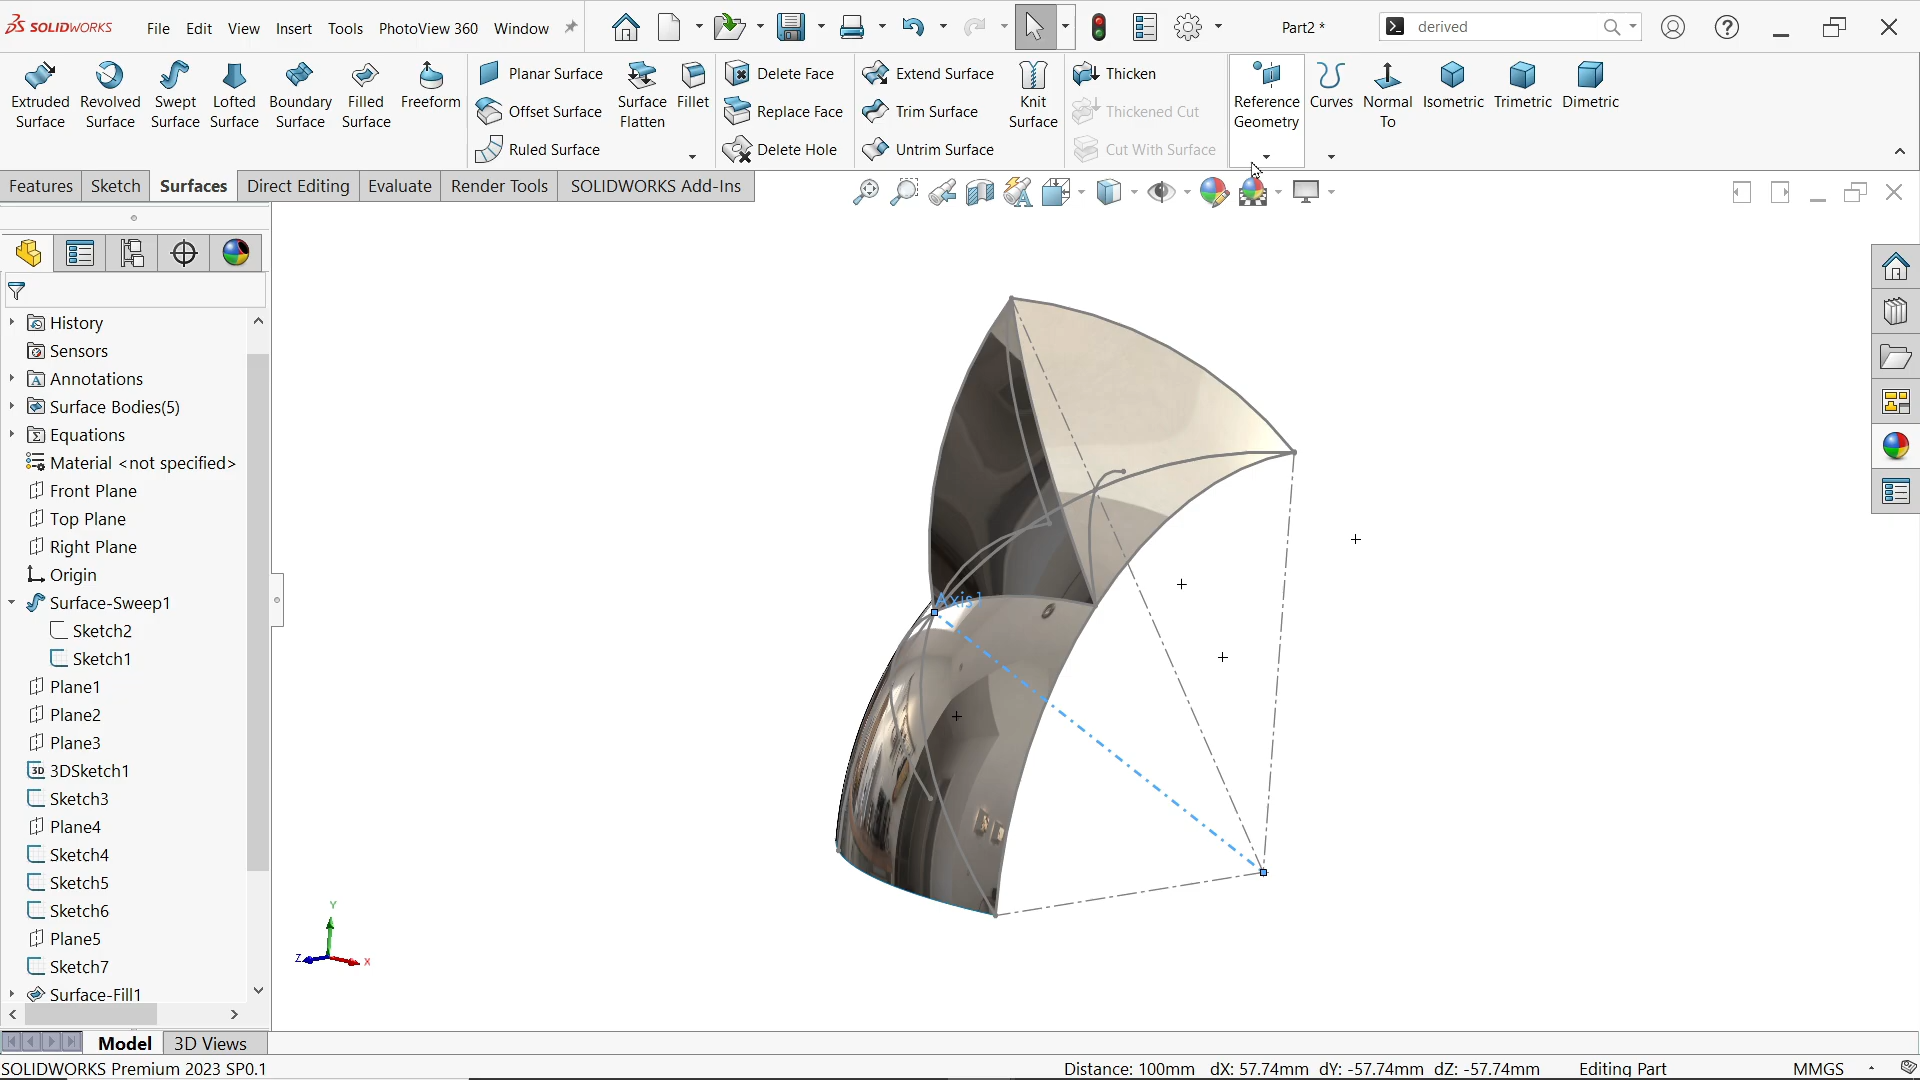 SOLIDWORKS File Edit View Insert Tools PhotoView 360 Window Part2 * derived
Extruded Surface
Revolved Surface
Swept Surface
Lofted Surface
Boundary Surface
Filled Surface
Freeform
Planar Surface
Offset Surface
Ruled Surface
Surface Flatten
Fillet
Delete Face
Replace Face
Delete Hole
Extend Surface
Trim Surface
Untrim Surface
Knit Surface
Thicken
Thickened Cut
Cut With Surface
Reference Geometry
Curves
Normal To
Isometric
Trimetric
Dimetric
Features Sketch Surfaces Direct Editing Evaluate Render Tools SOLIDWORKS Add-Ins
History
Sensors
Annotations
Surface Bodies(5)
Equations
Material <not specified>
Front Plane
Top Plane
Right Plane
Origin
Surface-Sweep1
Sketch2
Sketch1
Plane1
Plane2
Plane3
3D 3DSketch1
Sketch3
Plane4
Sketch4
Sketch5
Sketch6
Plane5
Sketch7
Surface-Fill1
Axis1
Y
Z
X
Model 3D Views
SOLIDWORKS Premium 2023 SP0.1 Distance: 100mm dX: 57.74mm dY: -57.74mm dZ: -57.74mm Editing Part MMGS